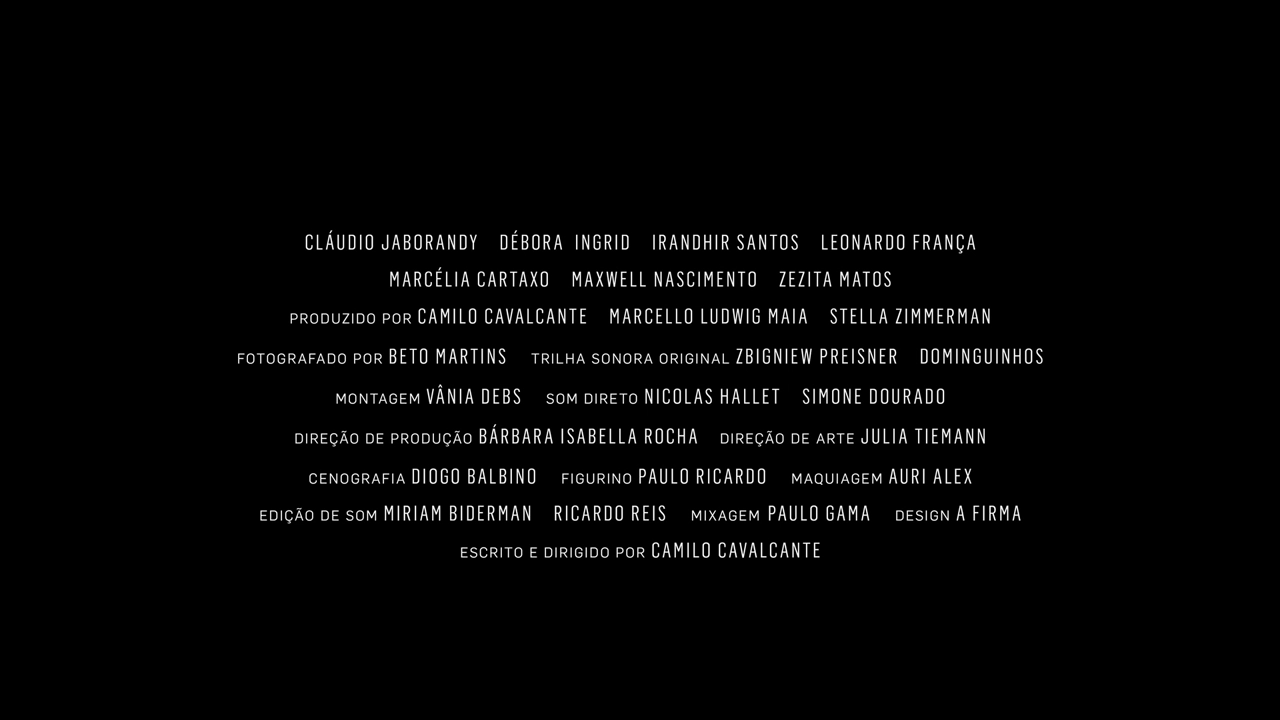 CLÁUDIO JABORANDY DÉBORA INGRID IRANDHIR SANTOS LEONARDO FRANÇA
MARCÉLIA CARTAXO MAXWELL NASCIMENTO ZEZITA MATOS
PRODUZIDO POR CAMILO CAVALCANTE MARCELLO LUDWIG MAIA STELLA ZIMMERMAN
FOTOGRAFADO POR BETO MARTINS TRILHA SONORA ORIGINAL ZBIGNIEW PREISNER DOMINGUINHOS
MONTAGEM VÂNIA DEBS SOM DIRETO NICOLAS HALLET SIMONE DOURADO
DIREÇÃO DE PRODUÇÃO BÁRBARA ISABELLA ROCHA DIREÇÃO DE ARTE JULIA TIEMANN
CENOGRAFIA DIOGO BALBINO FIGURINO PAULO RICARDO MAQUIAGEM AURI ALEX
EDIÇÃO DE SOM MIRIAM BIDERMAN RICARDO REIS MIXAGEM PAULO GAMA DESIGN A FIRMA
ESCRITO E DIRIGIDO POR CAMILO CAVALCANTE